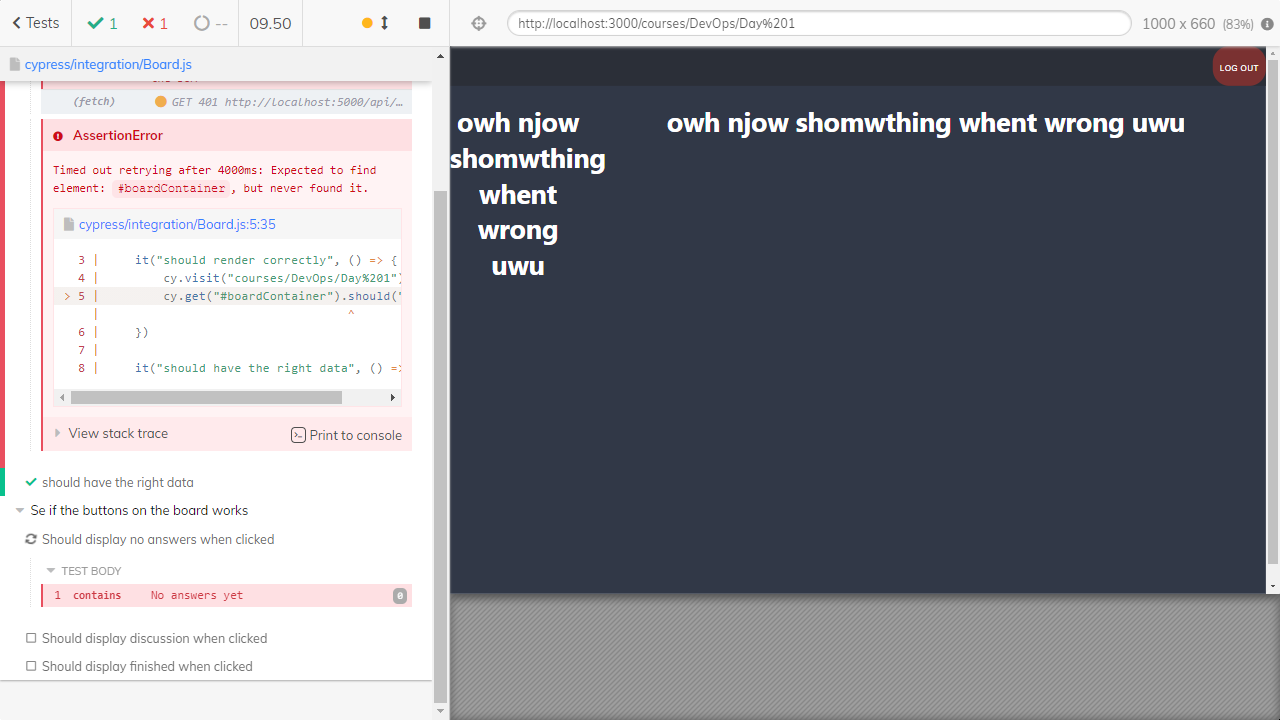 Tests
1
1
--
09.50
http://localhost:3000/courses/DevOps/Day%201
1000 x 660 (83%)
cypress/integration/Board.js
(fetch)
GET 401 http://localhost:5000/api/…
AssertionError
Timed out retrying after 4000ms: Expected to find
element: #boardContainer, but never found it.
cypress/integration/Board.js:5:35
3 | it("should render correctly", () => {
4 | cy.visit("courses/DevOps/Day%201")
> 5 | cy.get("#boardContainer").should("
| ^
6 | })
7 |
8 | it("should have the right data", () =>
View stack trace
Print to console
should have the right data
Se if the buttons on the board works
Should display no answers when clicked
TEST BODY
1 contains No answers yet 0
Should display discussion when clicked
Should display finished when clicked
LOG OUT
owh njow
shomwthing
whent
wrong
uwu
owh njow shomwthing whent wrong uwu